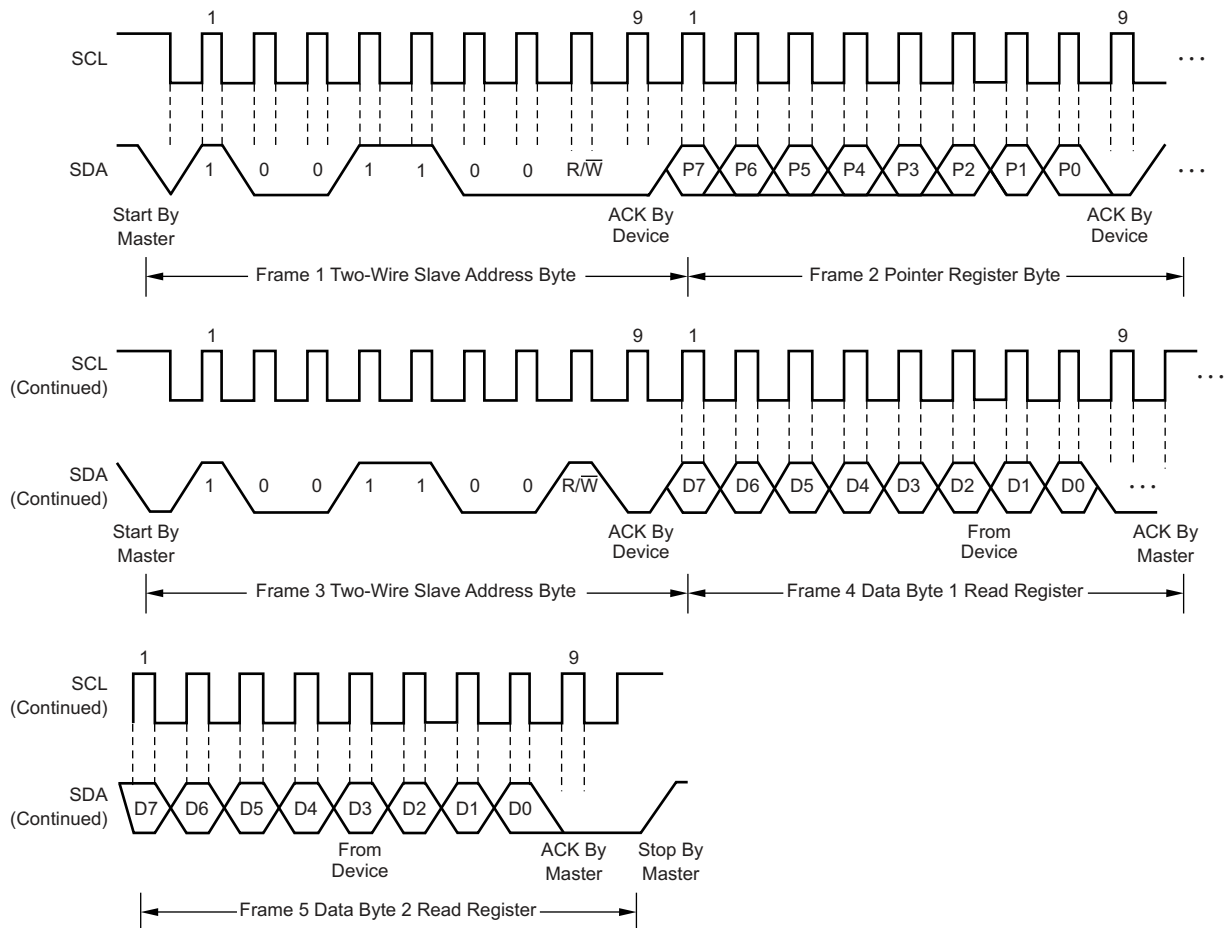 1 9 1 9
SCL ...
SDA 1 0 0 1 1 0 0 R/W̅ P7 P6 P5 P4 P3 P2 P1 P0 ...
Start By Master
ACK By Device
ACK By Device
Frame 1 Two-Wire Slave Address Byte
Frame 2 Pointer Register Byte
1 9 1 9
SCL (Continued) ...
SDA (Continued) 1 0 0 1 1 0 0 R/W̅ D7 D6 D5 D4 D3 D2 D1 D0 ...
Start By Master
ACK By Device
From Device
ACK By Master
Frame 3 Two-Wire Slave Address Byte
Frame 4 Data Byte 1 Read Register
1 9
SCL (Continued)
SDA (Continued) D7 D6 D5 D4 D3 D2 D1 D0
From Device
ACK By Master
Stop By Master
Frame 5 Data Byte 2 Read Register